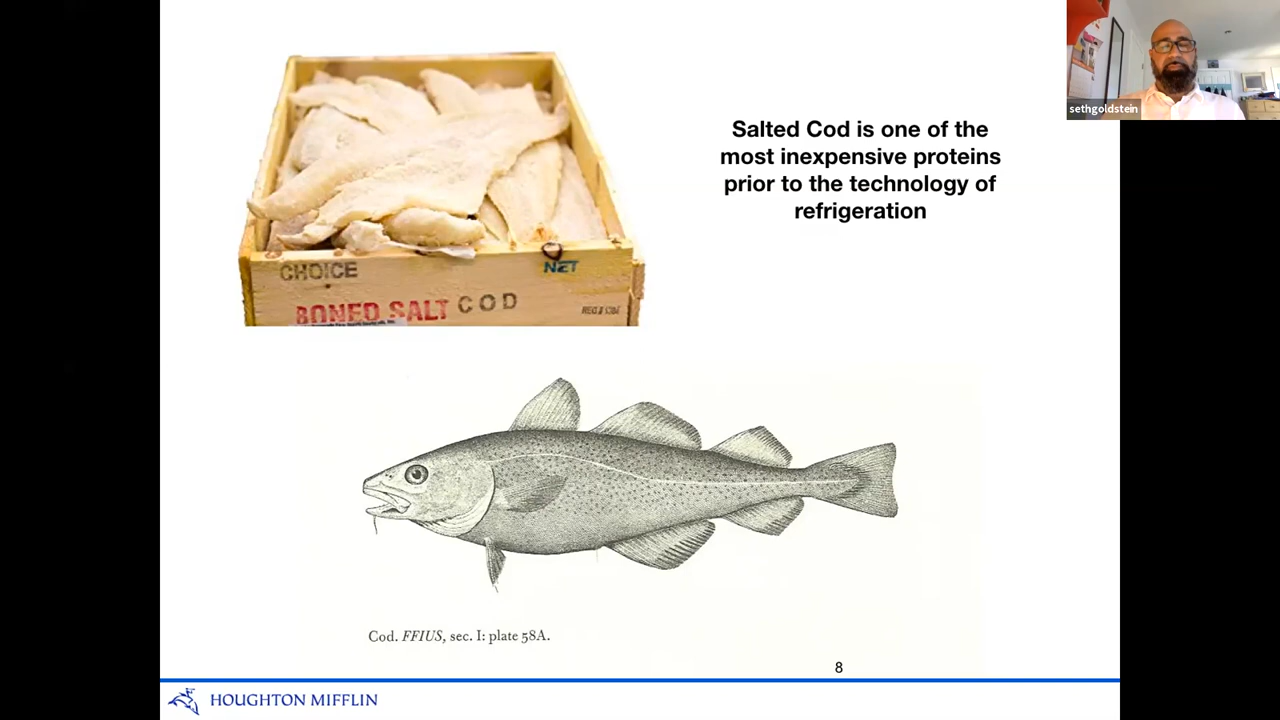 sethgoldstein
Salted Cod is one of the
most inexpensive proteins
prior to the technology of
refrigeration
CHOICE
NET
BONED SALT COD
Cod. FFIUS, sec. I: plate 58A.
8
HOUGHTON MIFFLIN